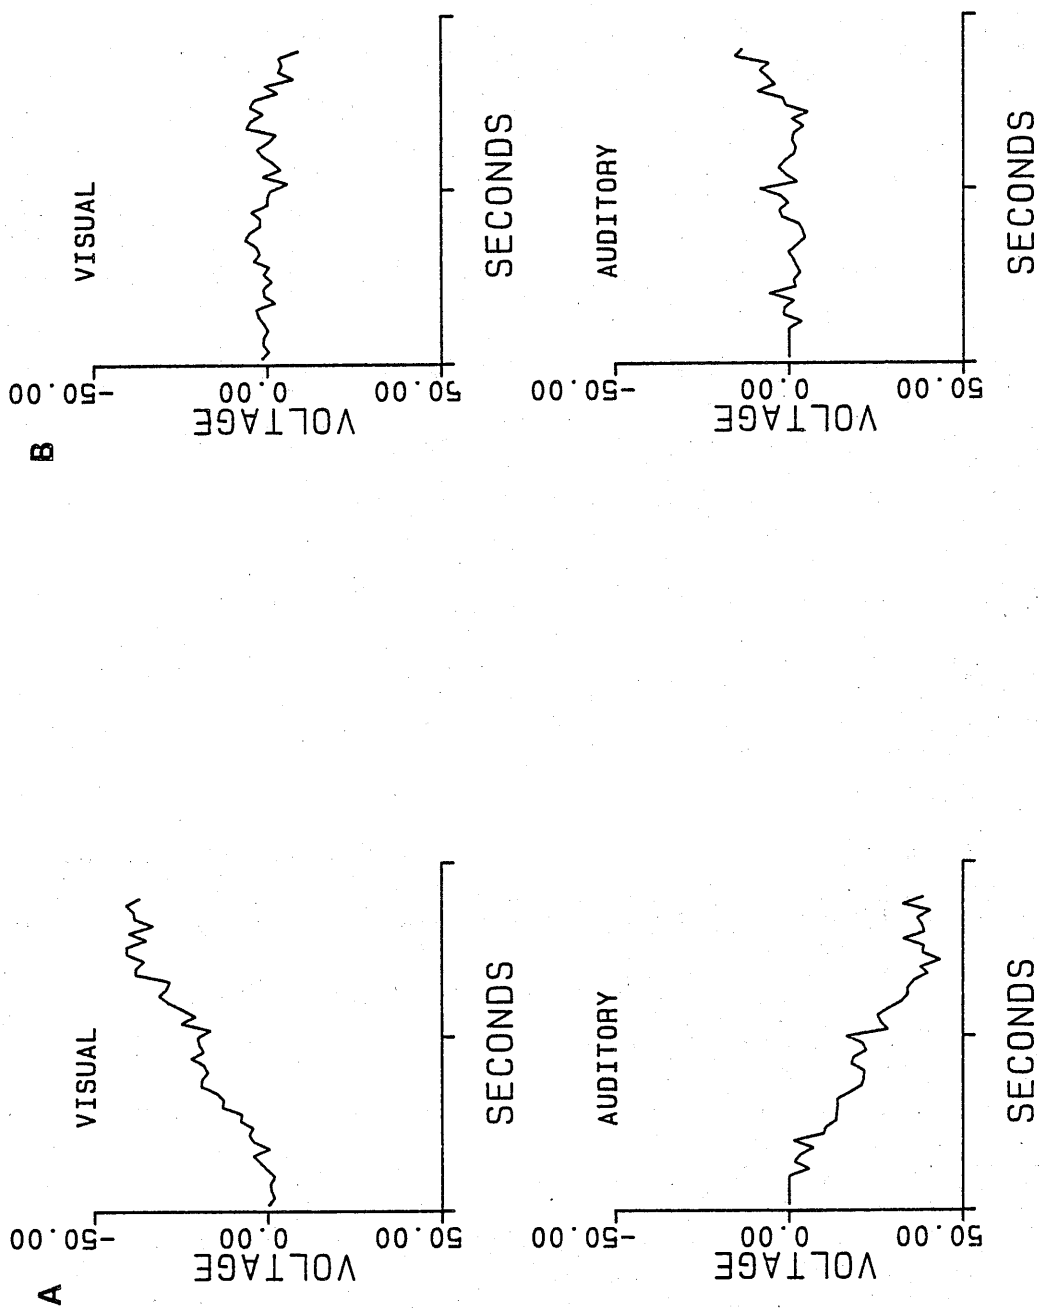 A
VISUAL
-50.00
0.00
50.00
VOLTAGE
SECONDS
AUDITORY
-50.00
0.00
50.00
VOLTAGE
SECONDS
B
VISUAL
-50.00
0.00
50.00
VOLTAGE
SECONDS
AUDITORY
-50.00
0.00
50.00
VOLTAGE
SECONDS